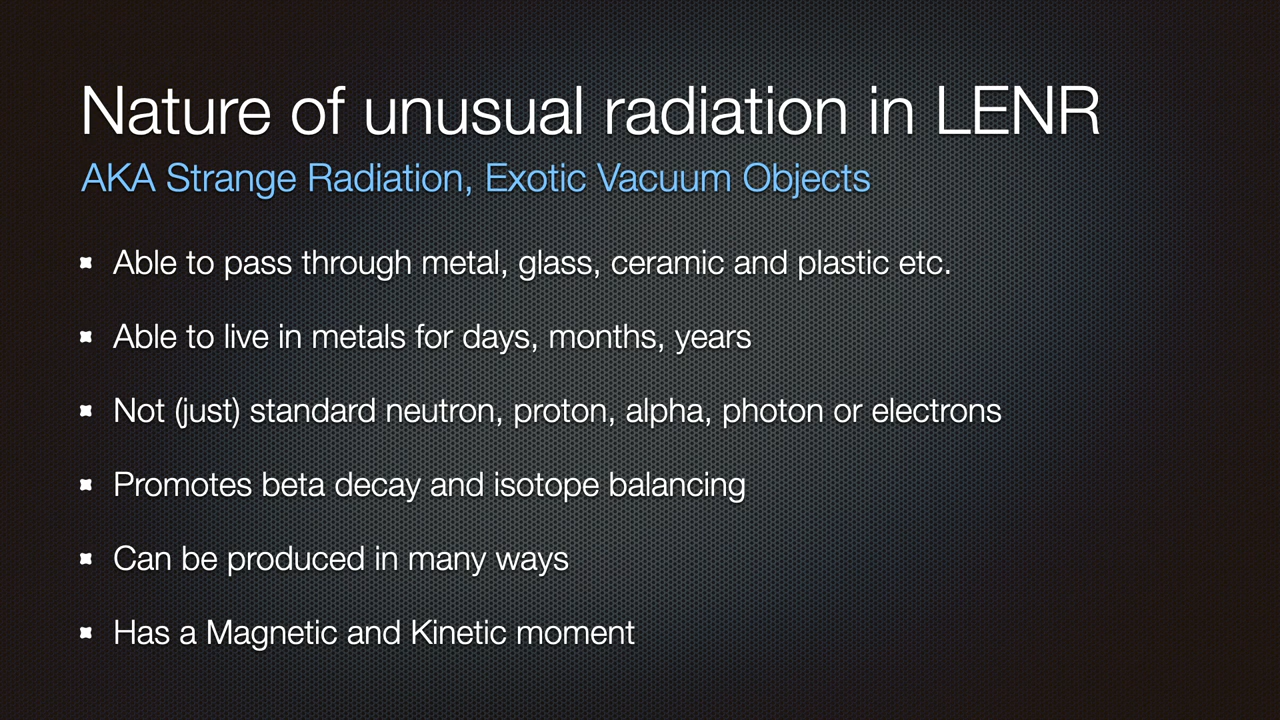 Nature of unusual radiation in LENR
AKA Strange Radiation, Exotic Vacuum Objects
Able to pass through metal, glass, ceramic and plastic etc.
Able to live in metals for days, months, years
Not (just) standard neutron, proton, alpha, photon or electrons
Promotes beta decay and isotope balancing
Can be produced in many ways
Has a Magnetic and Kinetic moment